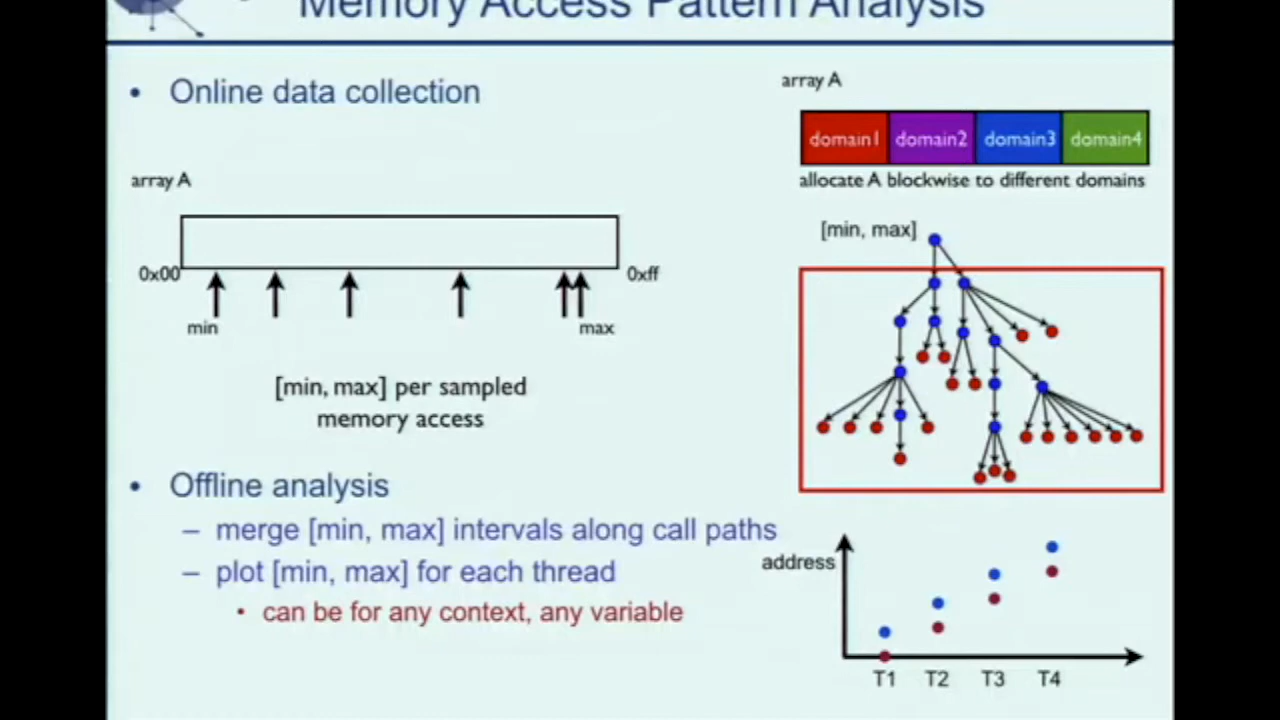 Memory Access Pattern Analysis
• Online data collection
array A
0x00
0xff
min
max
[min, max] per sampled
memory access
• Offline analysis
– merge [min, max] intervals along call paths
– plot [min, max] for each thread
• can be for any context, any variable
array A
domain1 domain2 domain3 domain4
allocate A blockwise to different domains
[min, max]
address
T1 T2 T3 T4